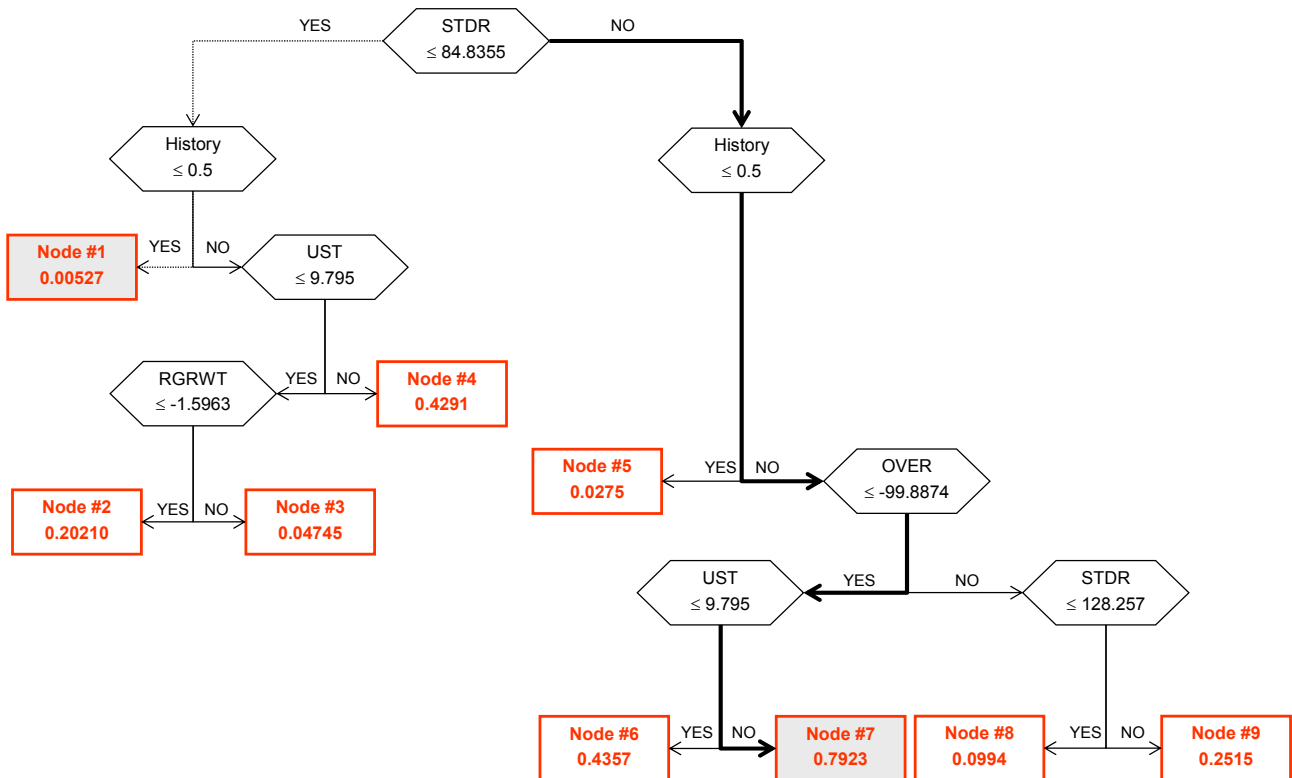 STDR
≤ 84.8355
YES
NO
History
≤ 0.5
History
≤ 0.5
Node #1
0.00527
YES
NO
UST
≤ 9.795
RGRWT
≤ -1.5963
YES
NO
Node #4
0.4291
Node #5
0.0275
YES
NO
OVER
≤ -99.8874
Node #2
0.20210
YES
NO
Node #3
0.04745
UST
≤ 9.795
YES
NO
STDR
≤ 128.257
Node #6
0.4357
YES
NO
Node #7
0.7923
Node #8
0.0994
YES
NO
Node #9
0.2515